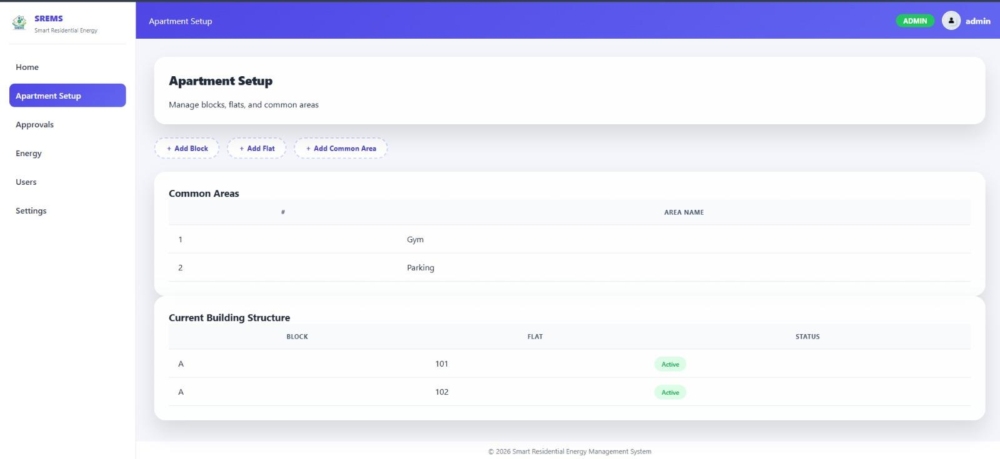 SREMS
Smart Residential Energy
Home
Apartment Setup
Approvals
Energy
Users
Settings
Apartment Setup
ADMIN
admin
Apartment Setup
Manage blocks, flats, and common areas
+ Add Block
+ Add Flat
+ Add Common Area
Common Areas
# AREA NAME
1 Gym
2 Parking
Current Building Structure
BLOCK FLAT STATUS
A 101 Active
A 102 Active
© 2026 Smart Residential Energy Management System